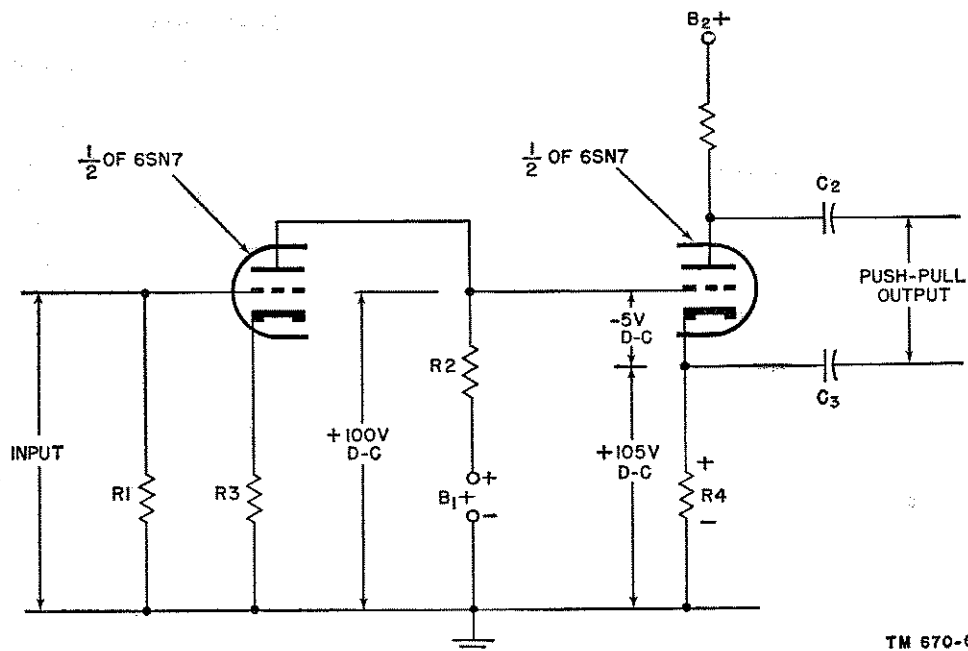 B2+
1/2 OF 6SN7
1/2 OF 6SN7
C2
PUSH-PULL
OUTPUT
-5V
D-C
R2
C3
+100V
D-C
+105V
D-C
INPUT
R1
R3
B1+
+
-
+
R4
-
TM 670-